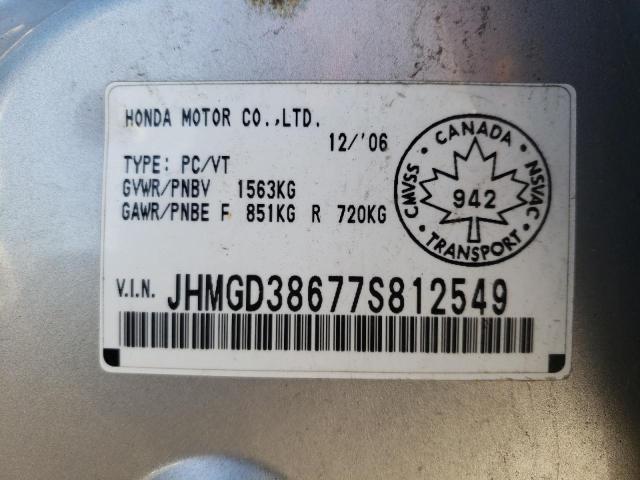 HONDA MOTOR CO.,LTD.
12/'06
TYPE: PC/VT
GVWR/PNBV 1563KG
GAWR/PNBE F 851KG R 720KG
CANADA
CMVSS
942
NSVAC
TRANSPORT
V.I.N. JHMGD38677S812549